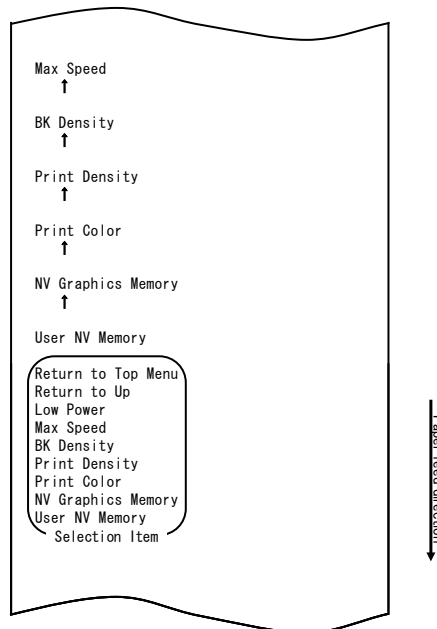 Max Speed
↑
BK Density
↑
Print Density
↑
Print Color
↑
NV Graphics Memory
↑
User NV Memory
Return to Top Menu
Return to Up
Low Power
Max Speed
BK Density
Print Density
Print Color
NV Graphics Memory
User NV Memory
Selection Item
Paper feed direction